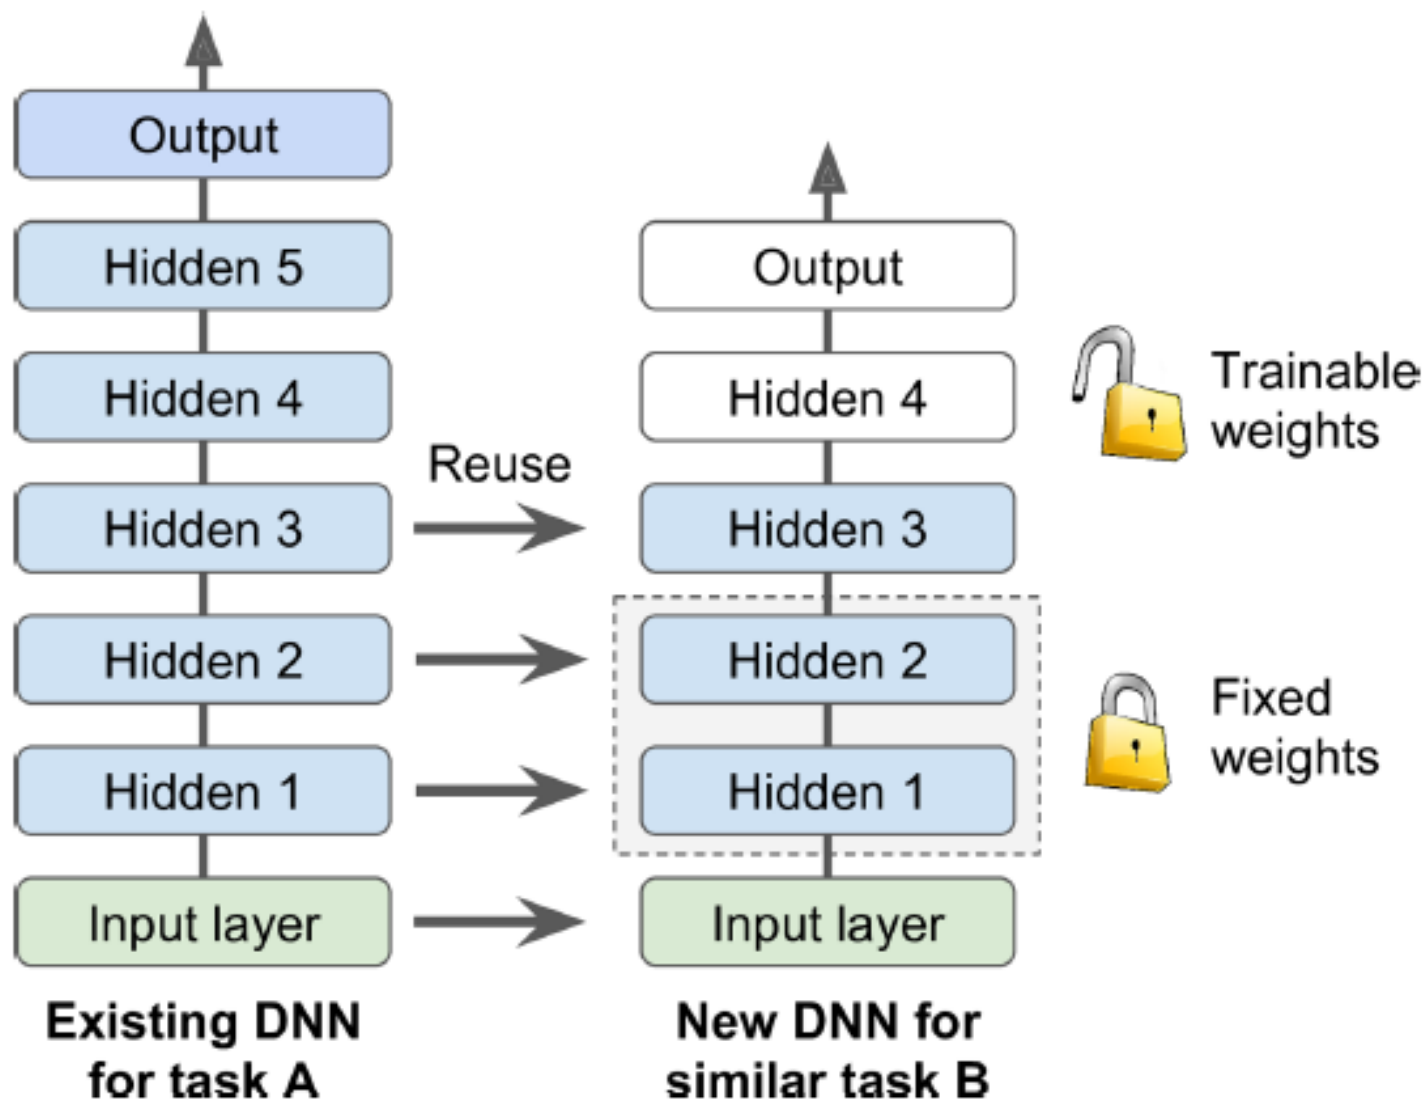 Output
Hidden 5
Hidden 4
Hidden 3
Hidden 2
Hidden 1
Input layer
Existing DNN
for task A
Reuse
Output
Hidden 4
Hidden 3
Hidden 2
Hidden 1
Input layer
New DNN for
similar task B
Trainable
weights
Fixed
weights